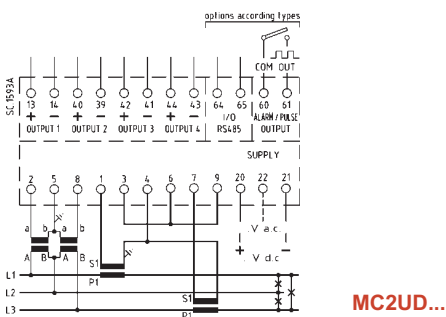 options according types
COM OUT
SC 1593A
13 14 40 39 42 41 44 43 64 65 60 61
+ − + − + − + − I/O ALARM/PULSE
OUTPUT 1 OUTPUT 2 OUTPUT 3 OUTPUT 4 RS485 OUTPUT
SUPPLY
2 5 8 1 3 4 6 7 9 20 22 21
a b a b V a.c.
+ −
A B A B S1 V d.c
L1
P1
L2
S1
L3 P1
MC2UD...